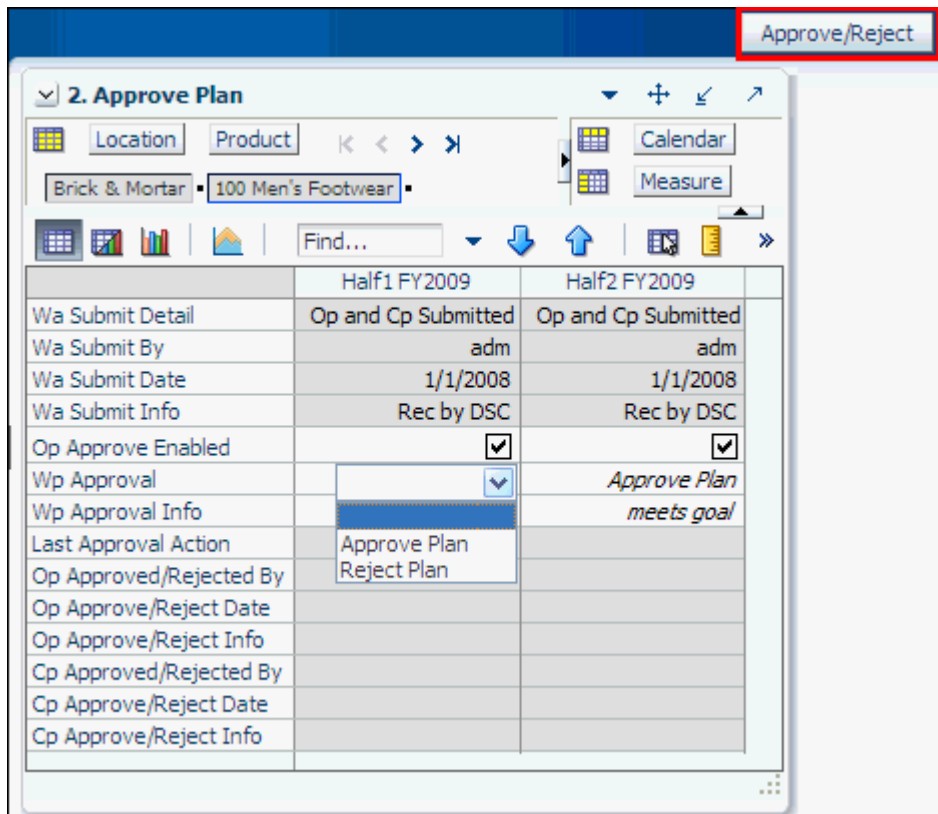 Approve/Reject
2. Approve Plan
Location Product Calendar
Brick & Mortar 100 Men's Footwear Measure
Find...
Half1 FY2009 Half2 FY2009
Wa Submit Detail Op and Cp Submitted Op and Cp Submitted
Wa Submit By adm adm
Wa Submit Date 1/1/2008 1/1/2008
Wa Submit Info Rec by DSC Rec by DSC
Op Approve Enabled
Wp Approval Approve Plan
Wp Approval Info meets goal
Last Approval Action Approve Plan
Op Approved/Rejected By Reject Plan
Op Approve/Reject Date
Op Approve/Reject Info
Cp Approved/Rejected By
Cp Approve/Reject Date
Cp Approve/Reject Info